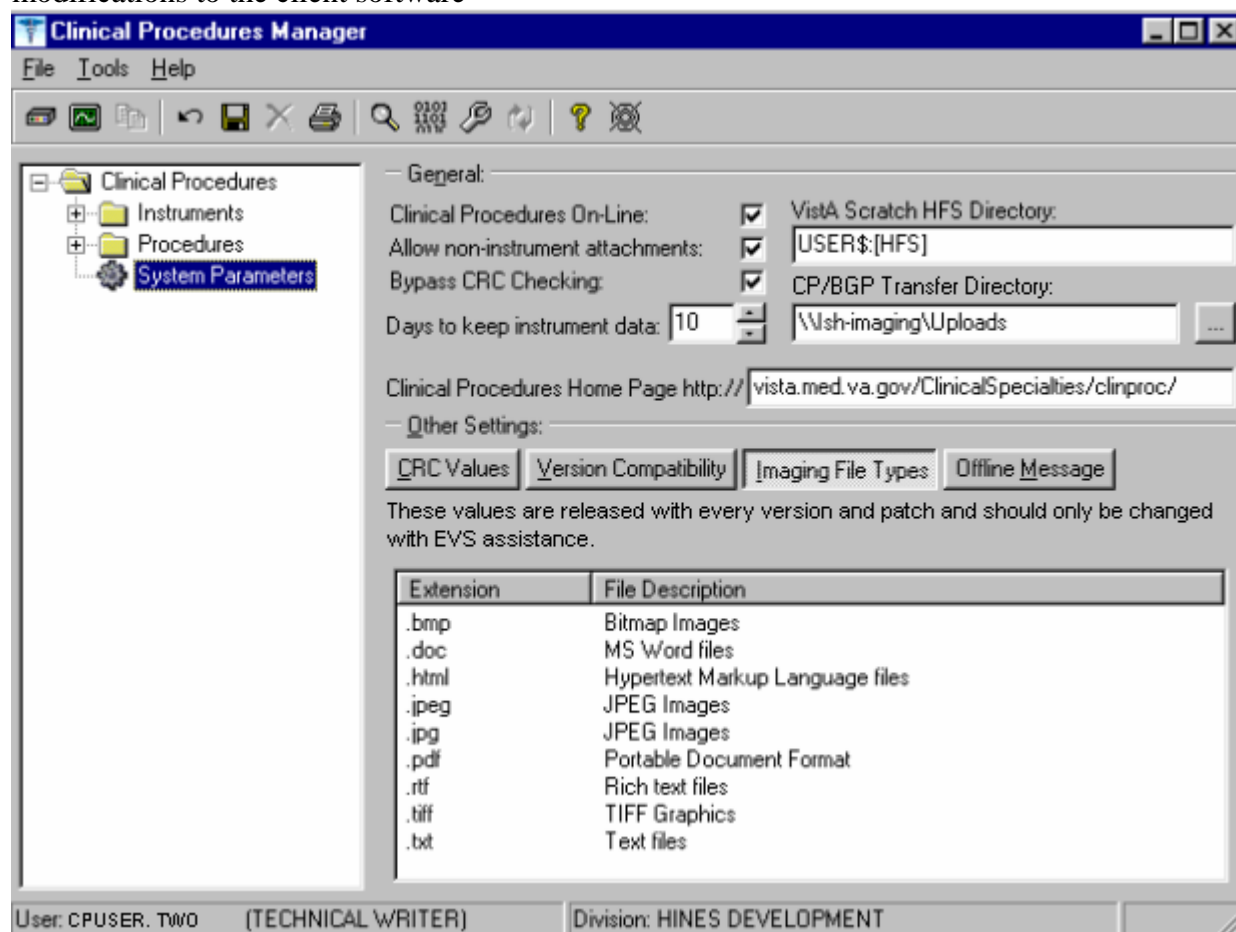 modifications to the client software
Clinical Procedures Manager
File Tools Help
Clinical Procedures
Instruments
Procedures
System Parameters
General:
Clinical Procedures On-Line:
Allow non-instrument attachments:
Bypass CRC Checking:
Days to keep instrument data: 10
VistA Scratch HFS Directory:
USER$:[HFS]
CP/BGP Transfer Directory:
\\Ish-imaging\Uploads ...
Clinical Procedures Home Page http:// vista.med.va.gov/ClinicalSpecialties/clinproc/
Other Settings:
CRC Values Version Compatibility Imaging File Types Offline Message
These values are released with every version and patch and should only be changed
with EVS assistance.
Extension File Description
.bmp Bitmap Images
.doc MS Word files
.html Hypertext Markup Language files
.jpeg JPEG Images
.jpg JPEG Images
.pdf Portable Document Format
.rtf Rich text files
.tiff TIFF Graphics
.txt Text files
User: CPUSER. TWO (TECHNICAL WRITER) Division: HINES DEVELOPMENT